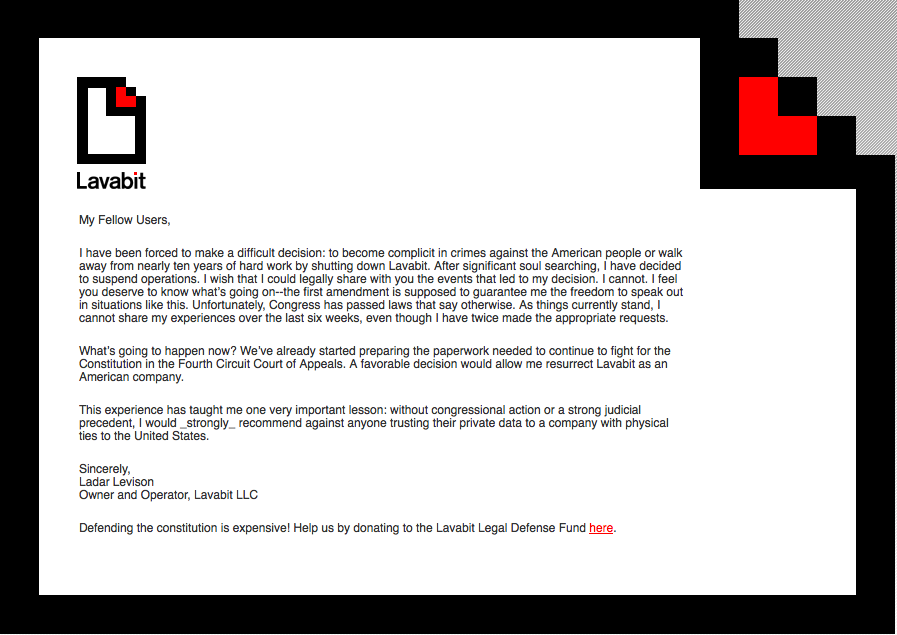 Lavabit
My Fellow Users,
I have been forced to make a difficult decision: to become complicit in crimes against the American people or walk
away from nearly ten years of hard work by shutting down Lavabit. After significant soul searching, I have decided
to suspend operations. I wish that I could legally share with you the events that led to my decision. I cannot. I feel
you deserve to know what's going on--the first amendment is supposed to guarantee me the freedom to speak out
in situations like this. Unfortunately, Congress has passed laws that say otherwise. As things currently stand, I
cannot share my experiences over the last six weeks, even though I have twice made the appropriate requests.
What's going to happen now? We've already started preparing the paperwork needed to continue to fight for the
Constitution in the Fourth Circuit Court of Appeals. A favorable decision would allow me resurrect Lavabit as an
American company.
This experience has taught me one very important lesson: without congressional action or a strong judicial
precedent, I would _strongly_ recommend against anyone trusting their private data to a company with physical
ties to the United States.
Sincerely,
Ladar Levison
Owner and Operator, Lavabit LLC
Defending the constitution is expensive! Help us by donating to the Lavabit Legal Defense Fund here.